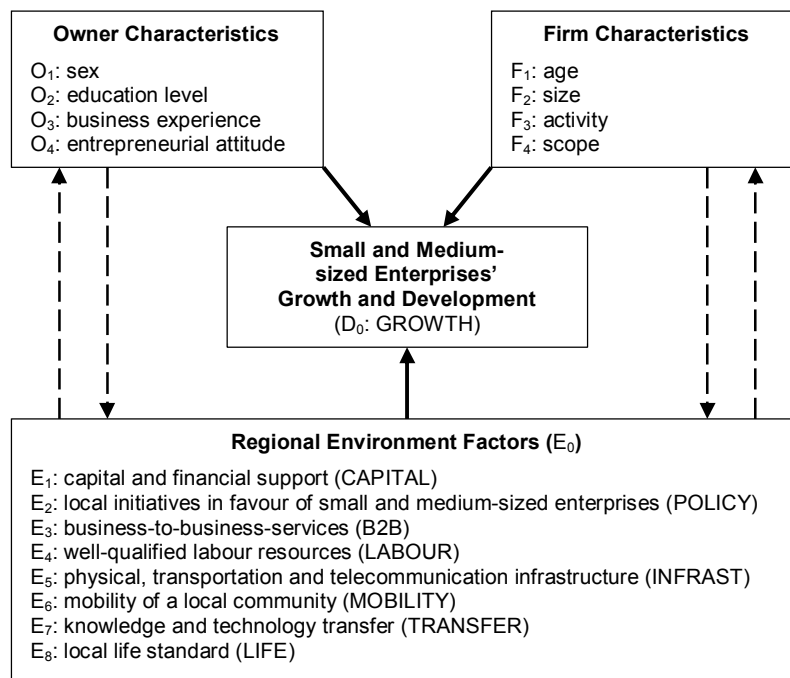 Owner Characteristics
O₁: sex
O₂: education level
O₃: business experience
O₄: entrepreneurial attitude
Firm Characteristics
F₁: age
F₂: size
F₃: activity
F₄: scope
Small and Medium-
sized Enterprises’
Growth and Development
(D₀: GROWTH)
Regional Environment Factors (E₀)
E₁: capital and financial support (CAPITAL)
E₂: local initiatives in favour of small and medium-sized enterprises (POLICY)
E₃: business-to-business-services (B2B)
E₄: well-qualified labour resources (LABOUR)
E₅: physical, transportation and telecommunication infrastructure (INFRAST)
E₆: mobility of a local community (MOBILITY)
E₇: knowledge and technology transfer (TRANSFER)
E₈: local life standard (LIFE)